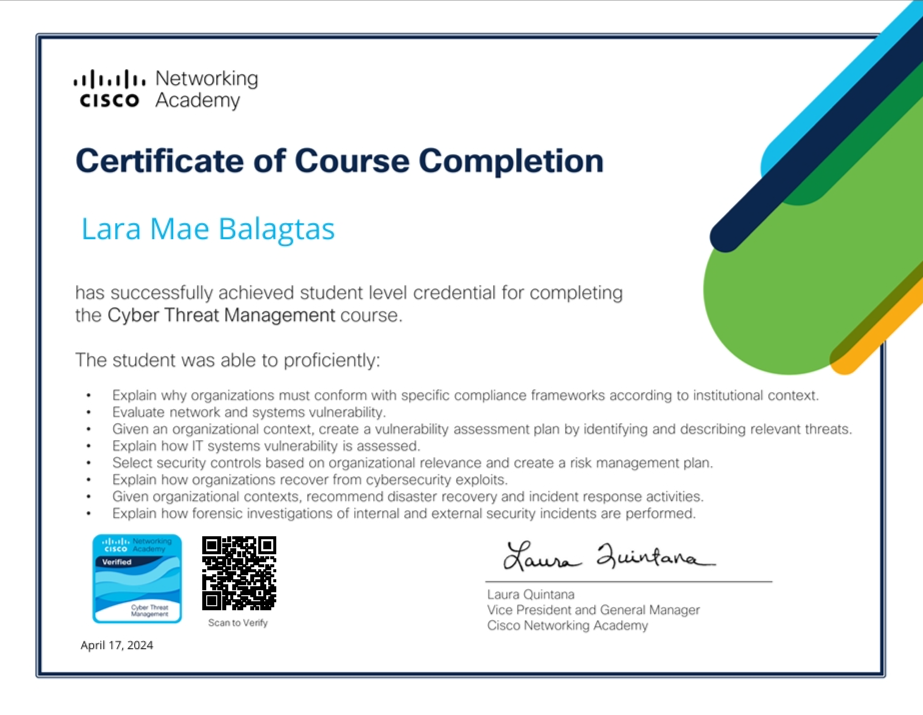 Networking
CISCO Academy
Certificate of Course Completion
Lara Mae Balagtas
has successfully achieved student level credential for completing
the Cyber Threat Management course.
The student was able to proficiently:
• Explain why organizations must conform with specific compliance frameworks according to institutional context.
• Evaluate network and systems vulnerability.
• Given an organizational context, create a vulnerability assessment plan by identifying and describing relevant threats.
• Explain how IT systems vulnerability is assessed.
• Select security controls based on organizational relevance and create a risk management plan.
• Explain how organizations recover from cybersecurity exploits.
• Given organizational contexts, recommend disaster recovery and incident response activities.
• Explain how forensic investigations of internal and external security incidents are performed.
Networking
CISCO Academy
Verified
Cyber Threat
Management
Scan to Verify
April 17, 2024
Laura Quintana
Laura Quintana
Vice President and General Manager
Cisco Networking Academy